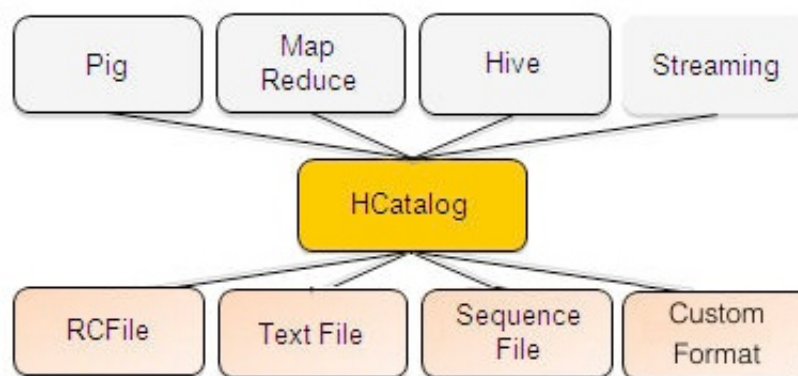 Pig
Map
Reduce
Hive
Streaming
HCatalog
RCFile
Text File
Sequence
File
Custom
Format